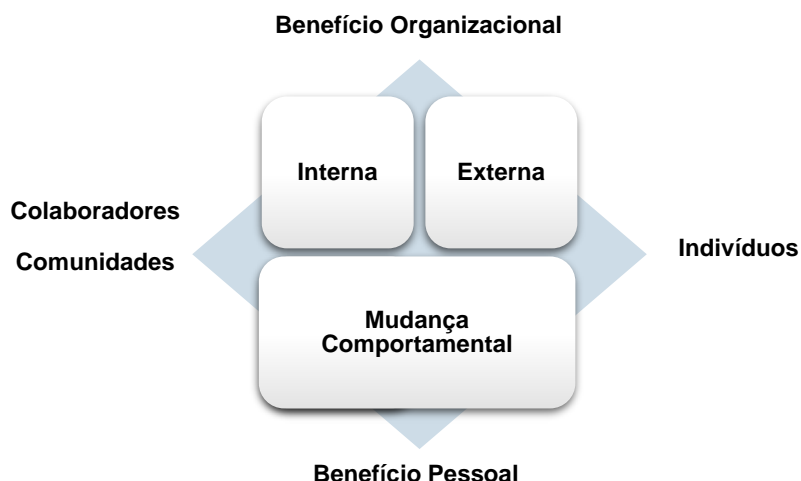 Benefício Organizacional
Interna
Externa
Colaboradores
Comunidades
Indivíduos
Mudança
Comportamental
Benefício Pessoal